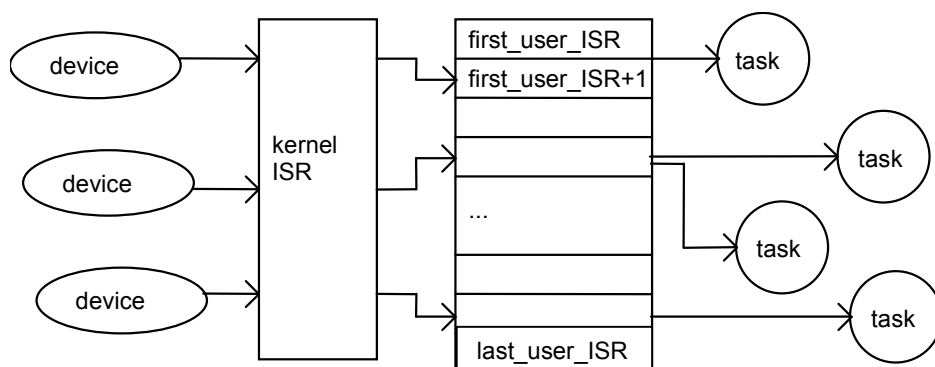 device
device
device
kernel
ISR
first_user_ISR
first_user_ISR+1
...
last_user_ISR
task
task
task
task